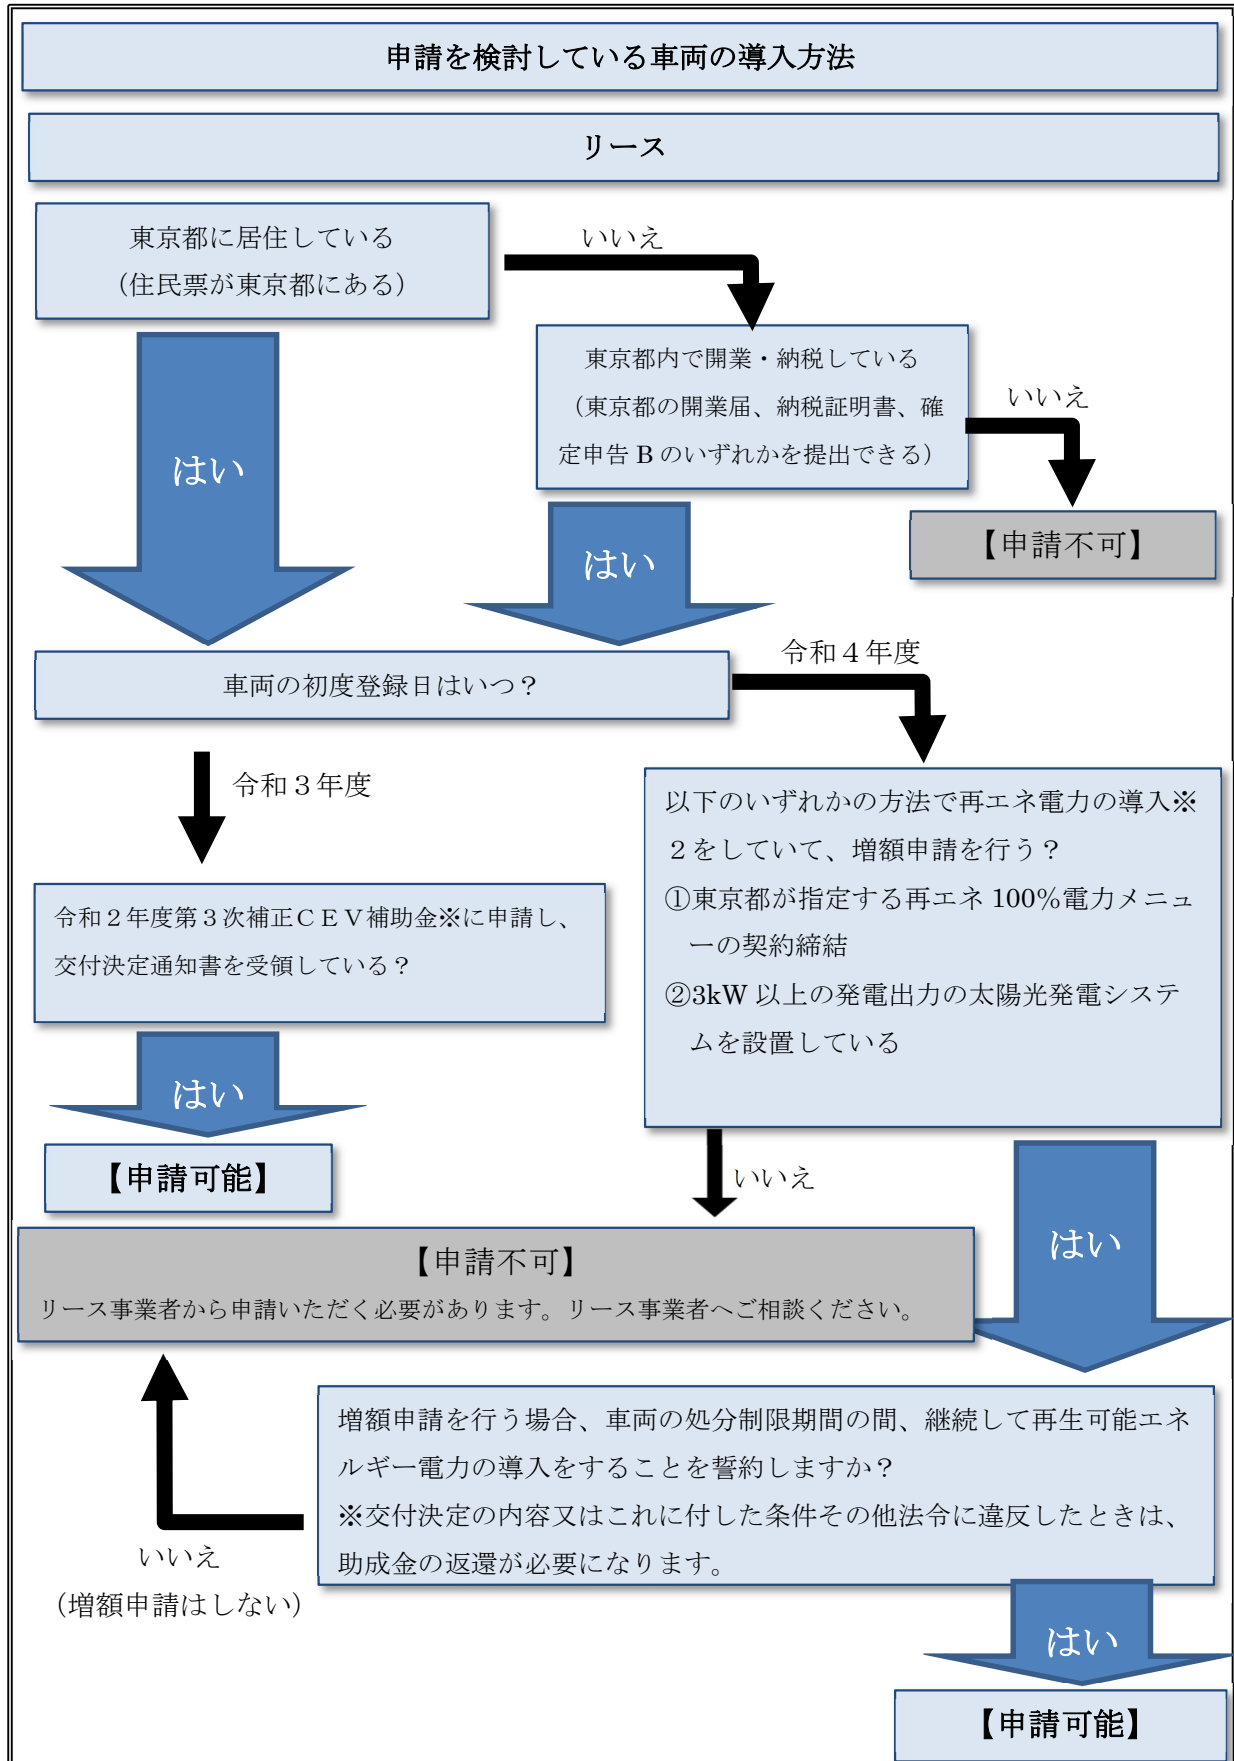 申請を検討している車両の導入方法
リース
東京都に居住している
（住民票が東京都にある）
いいえ
東京都内で開業・納税している
（東京都の開業届、納税証明書、確
定申告 B のいずれかを提出できる）
いいえ
はい
はい
【申請不可】
車両の初度登録日はいつ？
令和４年度
令和３年度
以下のいずれかの方法で再エネ電力の導入※
２をしていて、増額申請を行う？
①東京都が指定する再エネ 100%電力メニュ
ーの契約締結
②3kW 以上の発電出力の太陽光発電システ
ムを設置している
令和２年度第３次補正ＣＥＶ補助金※に申請し、
交付決定通知書を受領している？
はい
【申請可能】
いいえ
はい
【申請不可】
リース事業者から申請いただく必要があります。リース事業者へご相談ください。
増額申請を行う場合、車両の処分制限期間の間、継続して再生可能エネ
ルギー電力の導入をすることを誓約しますか？
※交付決定の内容又はこれに付した条件その他法令に違反したときは、
助成金の返還が必要になります。
いいえ
（増額申請はしない）
はい
【申請可能】